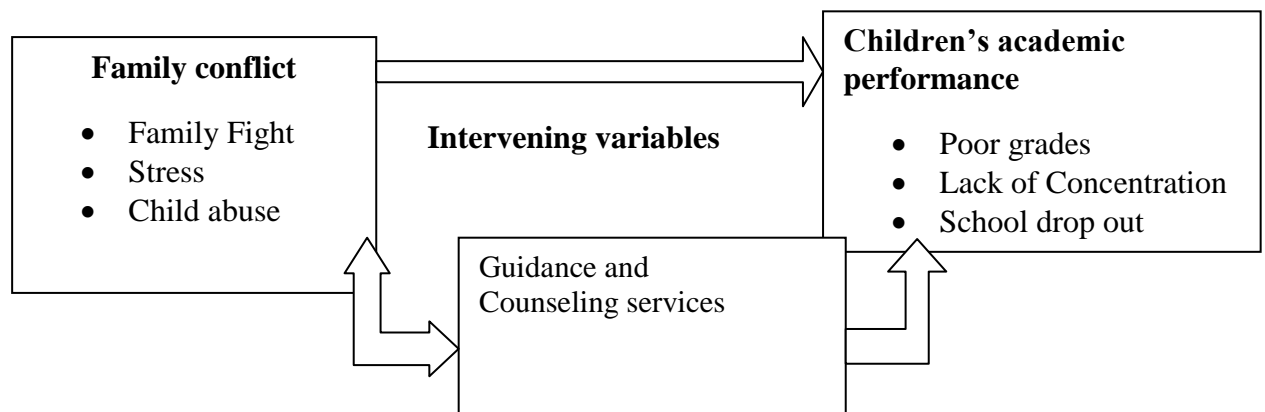 Family conflict
• Family Fight
• Stress
• Child abuse
Intervening variables
Children’s academic
performance
• Poor grades
• Lack of Concentration
• School drop out
Guidance and
Counseling services